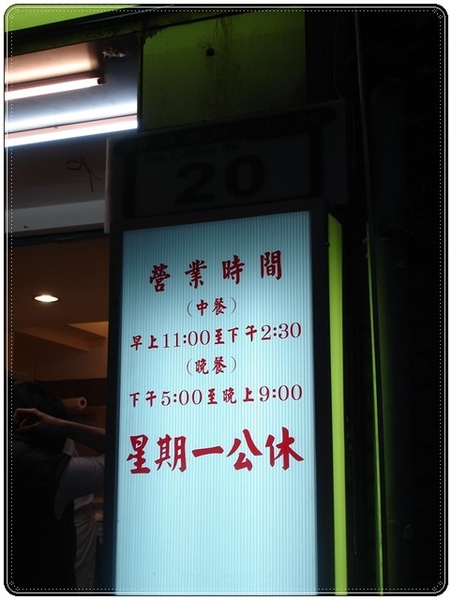 20
營業時間
（中餐）
早上11:00至下午2:30
（晚餐）
下午5:00至晚上9:00
星期一公休